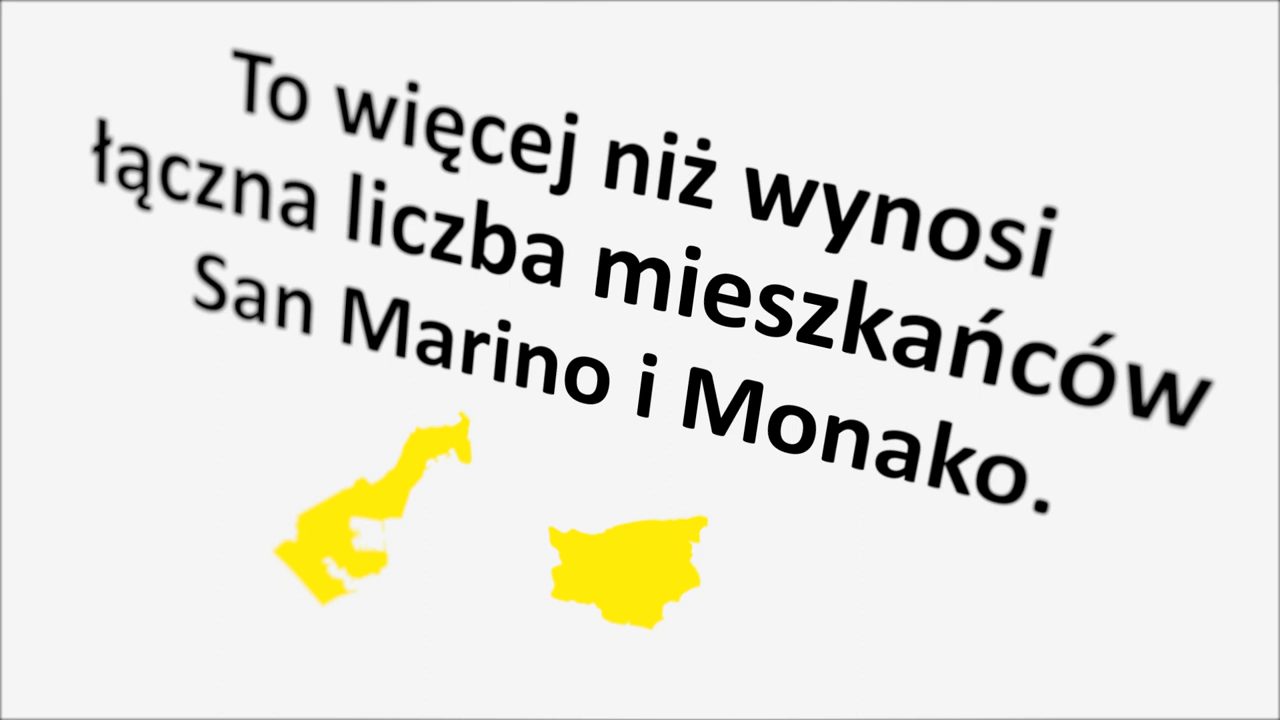 To więcej niż wynosi
łączna liczba mieszkańców
San Marino i Monako.